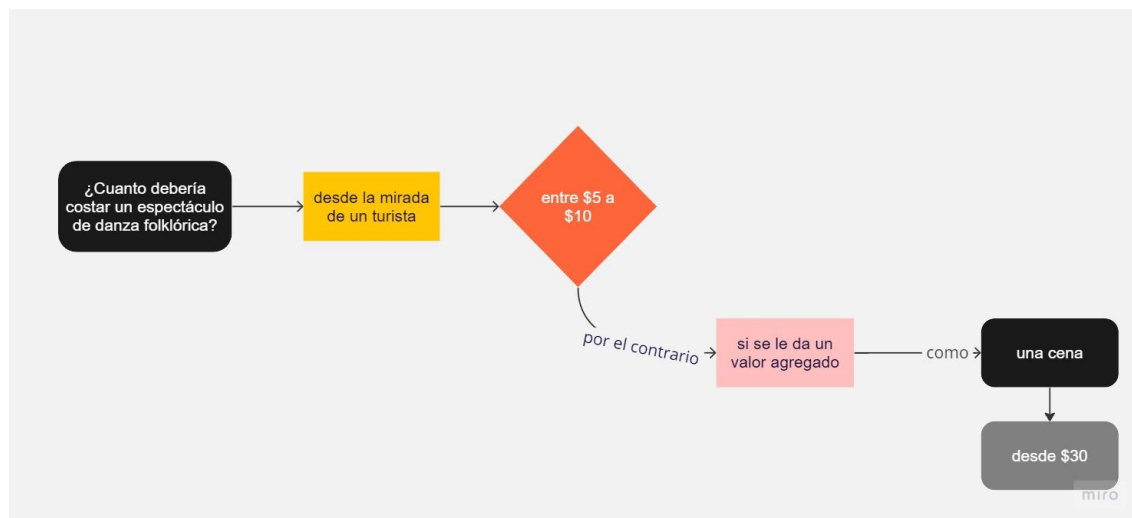 ¿Cuanto debería
costar un espectáculo
de danza folklórica?
desde la mirada
de un turista
entre $5 a
$10
por el contrario
si se le da un
valor agregado
como
una cena
desde $30
miro